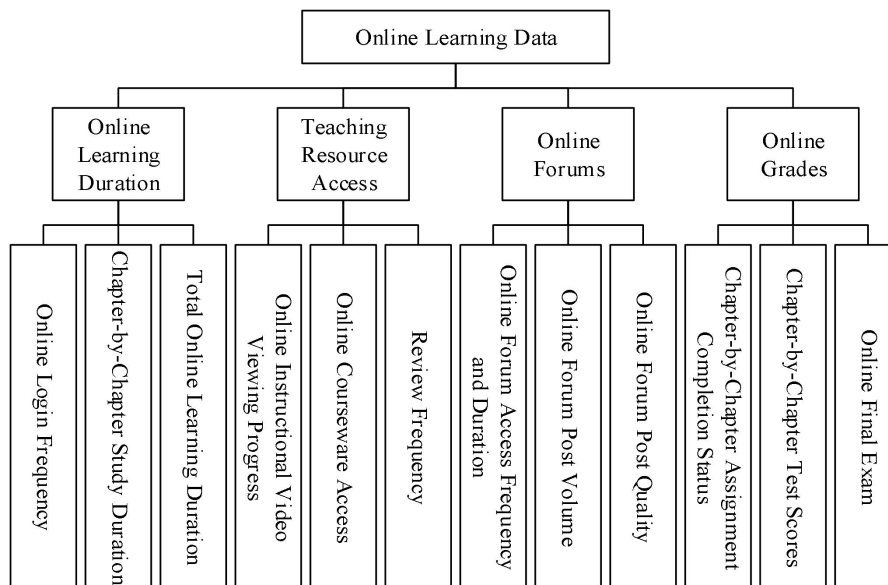 Online Learning Data
Online
Learning
Duration
Teaching
Resource
Access
Online
Forums
Online
Grades
Online Login Frequency
Chapter-by-Chapter Study Duration
Total Online Learning Duration
Online Instructional Video
Viewing Progress
Online Courseware Access
Review Frequency
Online Forum Access Frequency
and Duration
Online Forum Post Volume
Online Forum Post Quality
Chapter-by-Chapter Assignment
Completion Status
Chapter-by-Chapter Test Scores
Online Final Exam